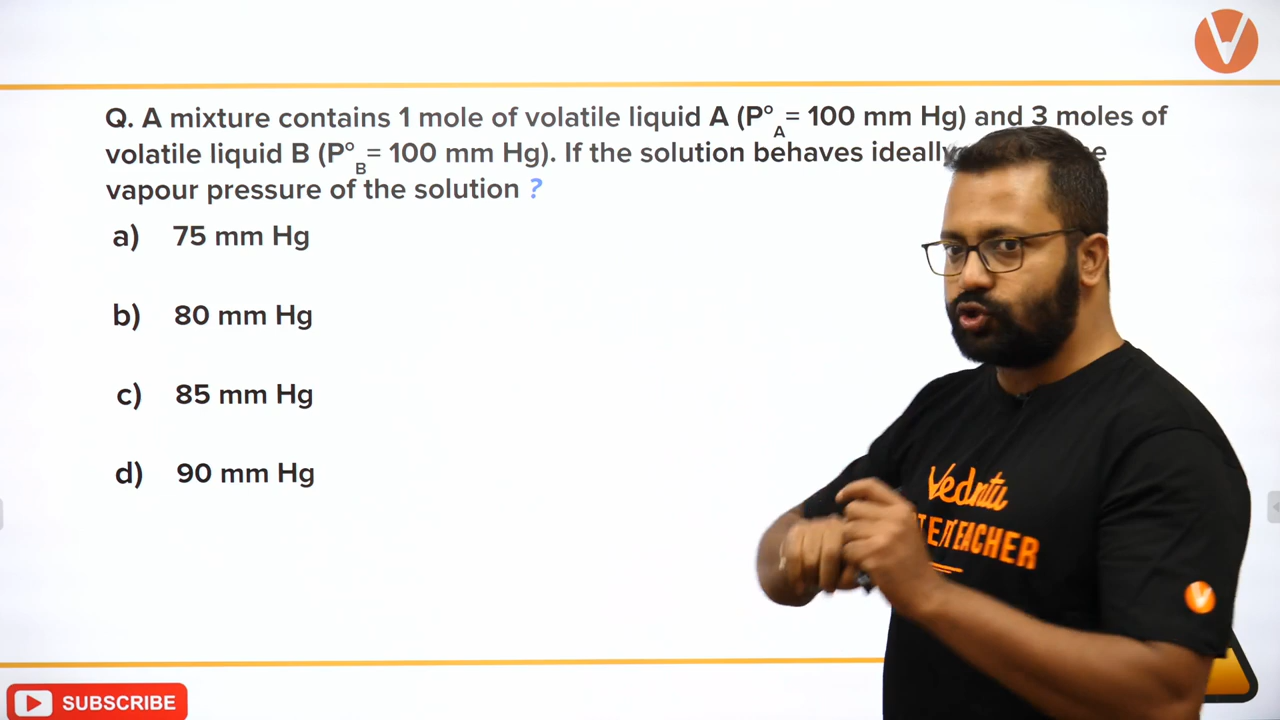 Q. A mixture contains 1 mole of volatile liquid A (P°A = 100 mm Hg) and 3 moles of
volatile liquid B (P°B = 100 mm Hg). If the solution behaves ideally
vapour pressure of the solution ?
a) 75 mm Hg
b) 80 mm Hg
c) 85 mm Hg
d) 90 mm Hg
Vedantu
TEACHER
SUBSCRIBE